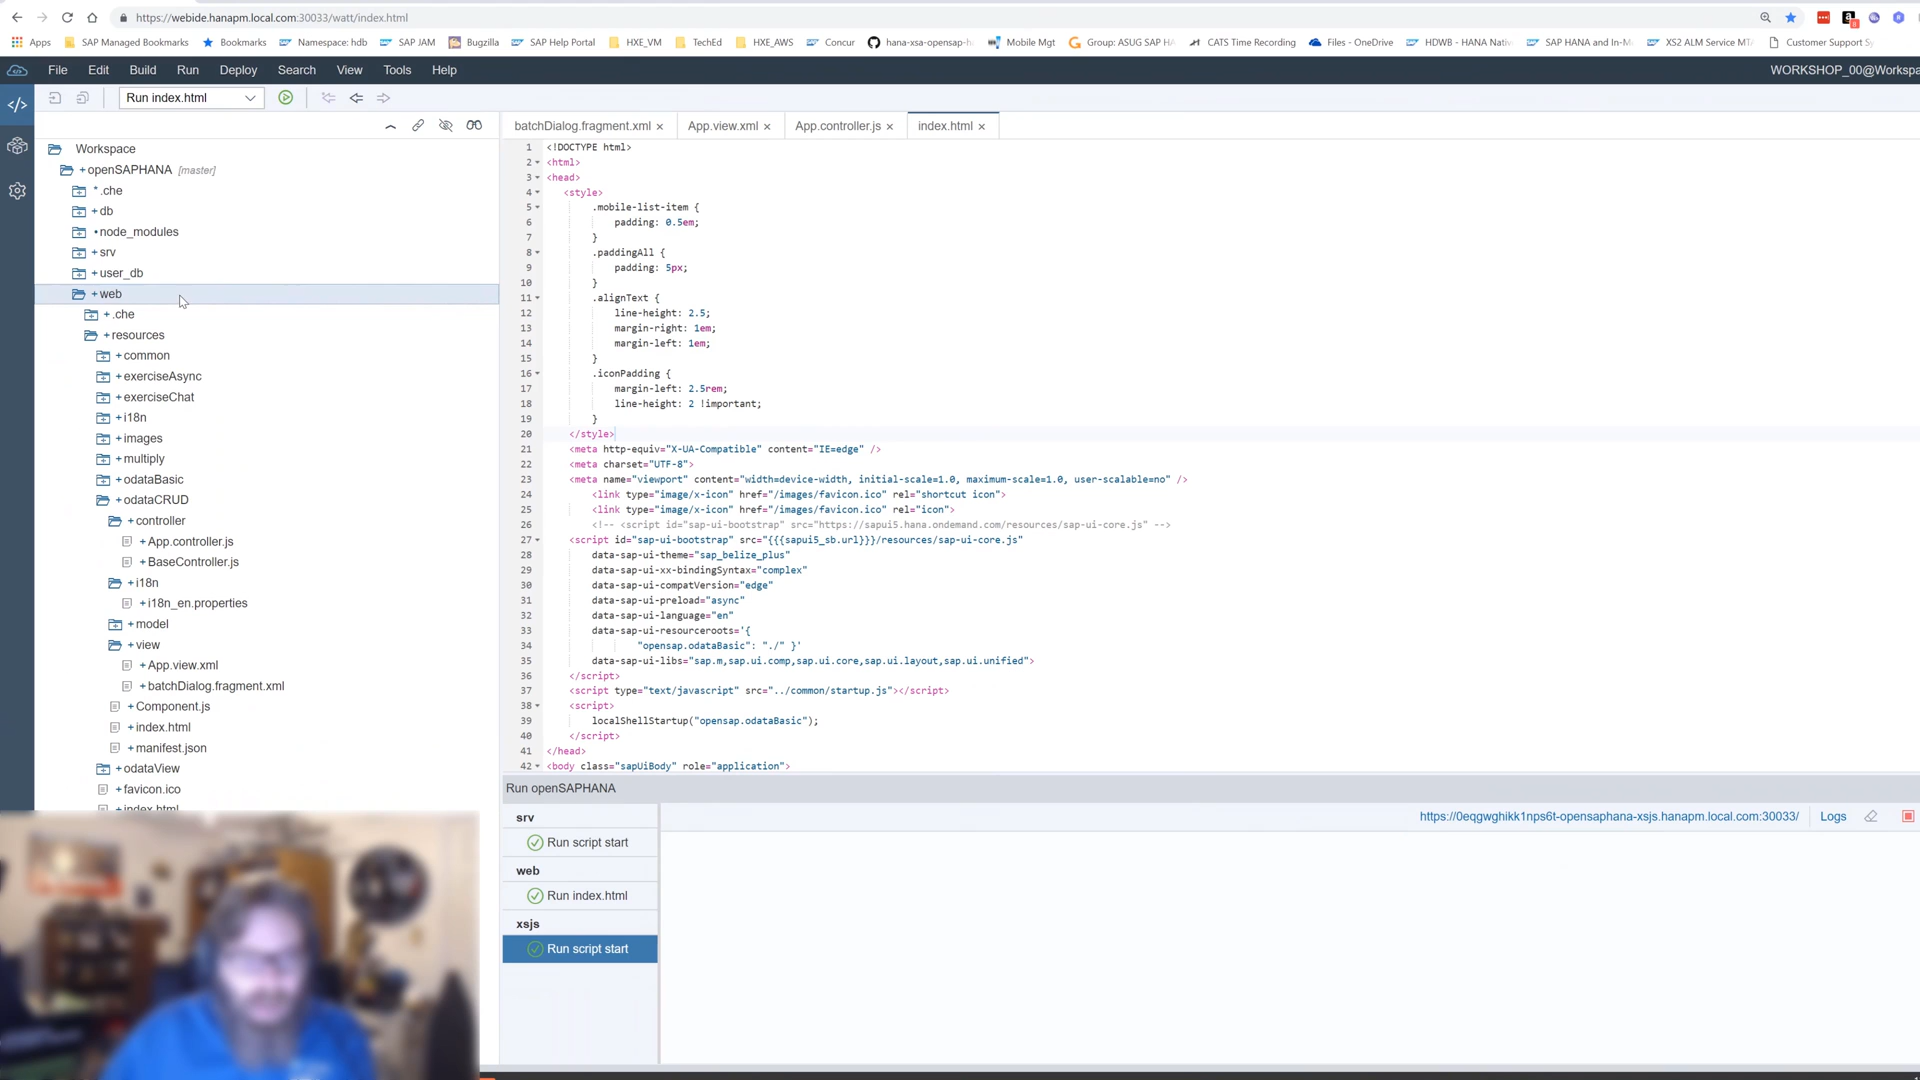 https://webide.hanapm.local.com:30033/watt/index.html
Apps SAP Managed Bookmarks Bookmarks Namespace: hdb SAP JAM Bugzilla SAP Help Portal HXE_VM TechEd HXE_AWS Concur hana-xsa-opensap-h Mobile Mgt Group: ASUG SAP HA CATS Time Recording Files - OneDrive HDWB - HANA Nativ SAP HANA and In-M XS2 ALM Service MTA Customer Support Sy
File Edit Build Run Deploy Search View Tools Help WORKSHOP_00@Workspa
Run index.html
batchDialog.fragment.xml × App.view.xml × App.controller.js × index.html ×
Workspace
+ openSAPHANA [master]
* .che
+ db
• node_modules
+ srv
+ user_db
+ web
+ .che
+ resources
+ common
+ exerciseAsync
+ exerciseChat
+ i18n
+ images
+ multiply
+ odataBasic
+ odataCRUD
+ controller
+ App.controller.js
+ BaseController.js
+ i18n
+ i18n_en.properties
+ model
+ view
+ App.view.xml
+ batchDialog.fragment.xml
+ Component.js
+ index.html
+ manifest.json
+ odataView
+ favicon.ico
+ index.html
1 <!DOCTYPE html>
2 <html>
3 <head>
4 <style>
5 .mobile-list-item {
6 padding: 0.5em;
7 }
8 .paddingAll {
9 padding: 5px;
10 }
11 .alignText {
12 line-height: 2.5;
13 margin-right: 1em;
14 margin-left: 1em;
15 }
16 .iconPadding {
17 margin-left: 2.5rem;
18 line-height: 2 !important;
19 }
20 </style>
21 <meta http-equiv="X-UA-Compatible" content="IE=edge" />
22 <meta charset="UTF-8">
23 <meta name="viewport" content="width=device-width, initial-scale=1.0, maximum-scale=1.0, user-scalable=no" />
24 <link type="image/x-icon" href="/images/favicon.ico" rel="shortcut icon">
25 <link type="image/x-icon" href="/images/favicon.ico" rel="icon">
26 <!-- <script id="sap-ui-bootstrap" src="https://sapui5.hana.ondemand.com/resources/sap-ui-core.js" -->
27 <script id="sap-ui-bootstrap" src="{{{sapui5_sb.url}}}/resources/sap-ui-core.js"
28 data-sap-ui-theme="sap_belize_plus"
29 data-sap-ui-xx-bindingSyntax="complex"
30 data-sap-ui-compatVersion="edge"
31 data-sap-ui-preload="async"
32 data-sap-ui-language="en"
33 data-sap-ui-resourceroots='{
34 "opensap.odataBasic": "./" }'
35 data-sap-ui-libs="sap.m,sap.ui.comp,sap.ui.core,sap.ui.layout,sap.ui.unified">
36 </script>
37 <script type="text/javascript" src="../common/startup.js"></script>
38 <script>
39 localShellStartup("opensap.odataBasic");
40 </script>
41 </head>
42 <body class="sapUiBody" role="application">
Run openSAPHANA
srv
Run script start
web
Run index.html
xsjs
Run script start
https://0eqgwghikk1nps6t-opensaphana-xsjs.hanapm.local.com:30033/ Logs